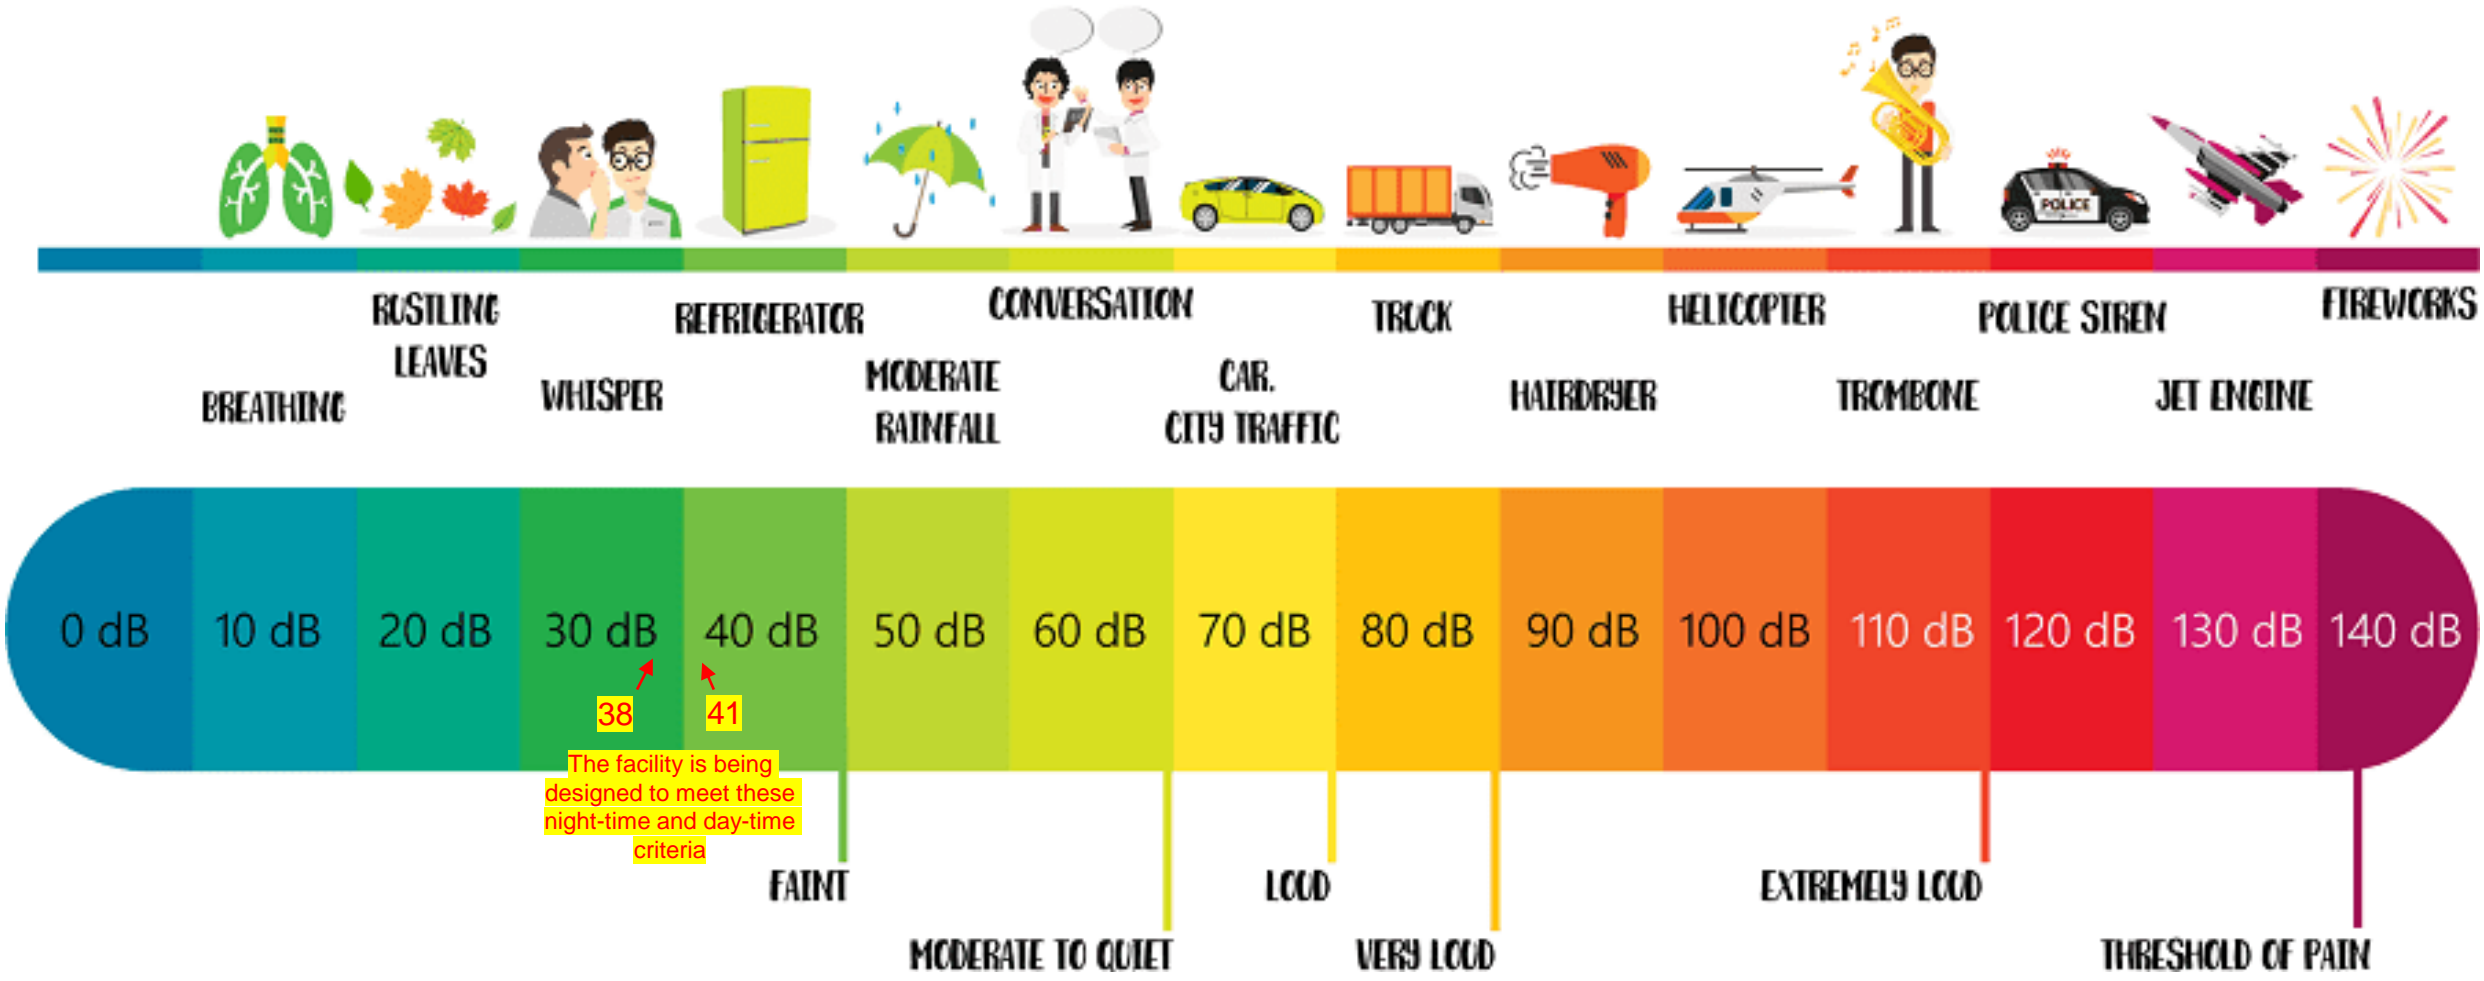 POLICE
RUSTLING
LEAVES
REFRIGERATOR
CONVERSATION
TRUCK
HELICOPTER
POLICE SIREN
FIREWORKS
BREATHING
WHISPER
MODERATE
RAINFALL
CAR,
CITY TRAFFIC
HAIRDRYER
TROMBONE
JET ENGINE
0 dB 10 dB 20 dB 30 dB 40 dB 50 dB 60 dB 70 dB 80 dB 90 dB 100 dB 110 dB 120 dB 130 dB 140 dB
38 41
The facility is being
designed to meet these
night-time and day-time
criteria
FAINT
LOUD
EXTREMELY LOUD
MODERATE TO QUIET
VERY LOUD
THRESHOLD OF PAIN